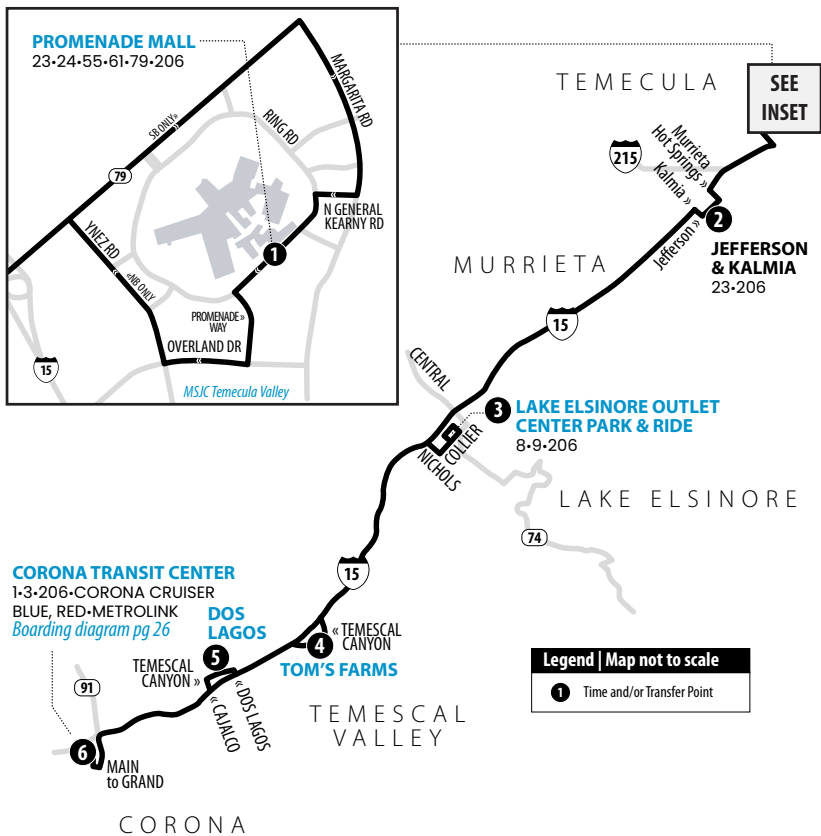 PROMENADE MALL
23•24•55•61•79•206
SB ONLY»
79
MARGARITA RD
RING RD
«
N GENERAL
KEARNY RD
1
YNEZ RD
«NB ONLY
PROMENADE»
WAY
OVERLAND DR
15
MSJC Temecula Valley
TEMECULA
SEE
INSET
215
Murrieta
Hot Springs »
Kalmia »
Jefferson »
2
JEFFERSON
& KALMIA
23•206
MURRIETA
15
CENTRAL
3
LAKE ELSINORE OUTLET
CENTER PARK & RIDE
8•9•206
COLLIER
NICHOLS
LAKE ELSINORE
74
15
CORONA TRANSIT CENTER
1•3•206•CORONA CRUISER
BLUE, RED•METROLINK
Boarding diagram pg 26
DOS
LAGOS
5
« TEMESCAL
CANYON
4
TOM'S FARMS
TEMESCAL
CANYON »
« DOS LAGOS
« CAJALCO
91
TEMESCAL
VALLEY
6
MAIN
to GRAND
CORONA
Legend | Map not to scale
1 Time and/or Transfer Point